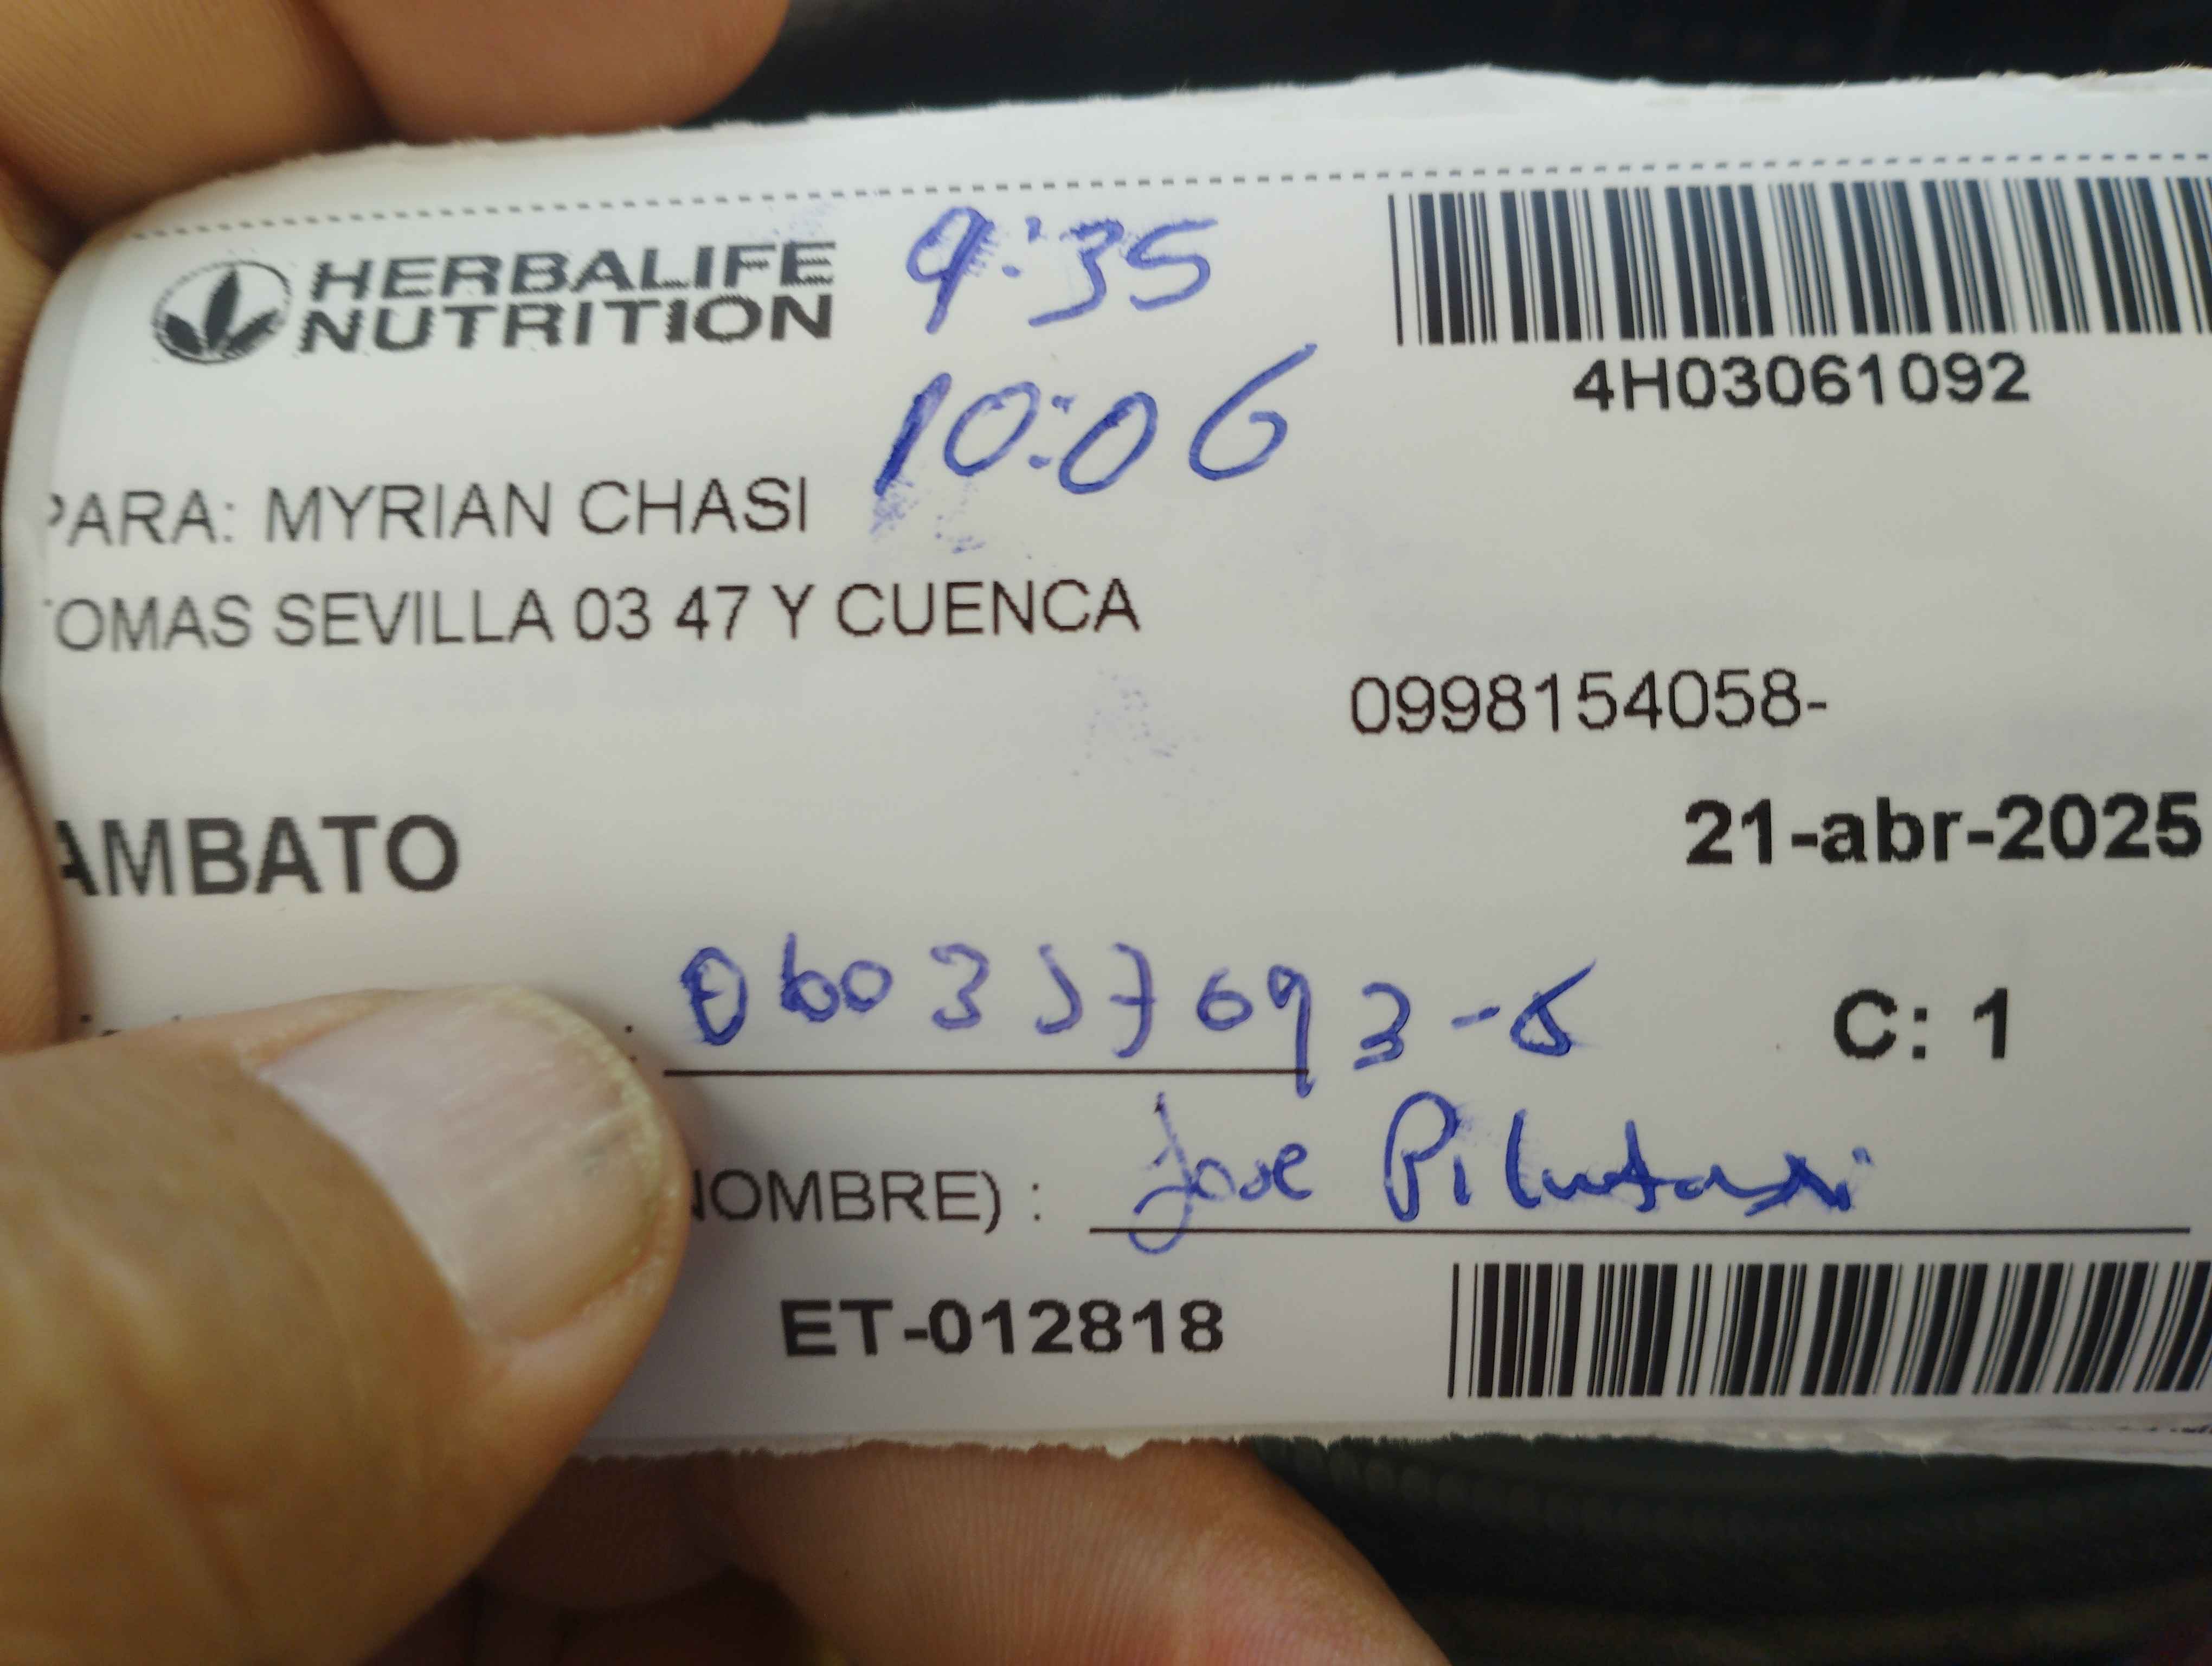 HERBALIFE
NUTRITION
9:35
10:06
4H03061092
PARA: MYRIAN CHASI
TOMAS SEVILLA 03 47 Y CUENCA
0998154058-
AMBATO
21-abr-2025
:
C: 1
NOMBRE) : Jose
ET-012818